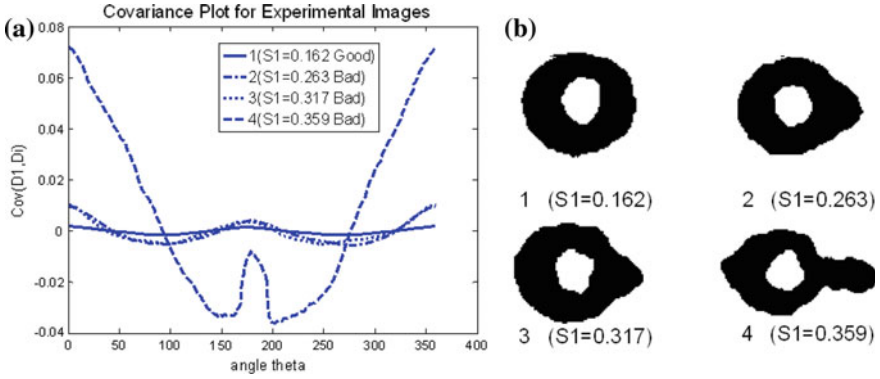 (a)
Covariance Plot for Experimental Images
(b)
0.08
0.06
0.04
0.02
0
-0.02
-0.04
Cov(D1,Di)
1(S1=0.162 Good)
2(S1=0.263 Bad)
3(S1=0.317 Bad)
4(S1=0.359 Bad)
0 50 100 150 200 250 300 350 400
angle theta
1 (S1=0.162)
2 (S1=0.263)
3 (S1=0.317)
4 (S1=0.359)